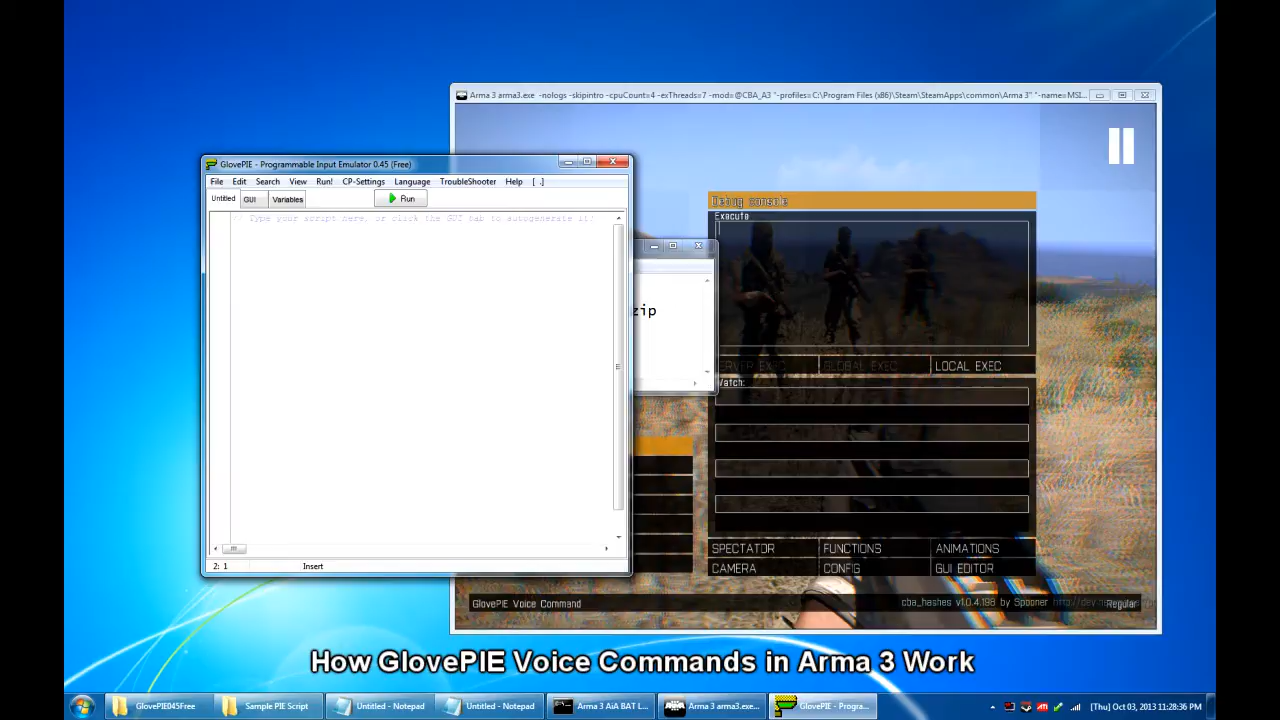 Arma 3 arma3.exe -nologs -skipintro -cpuCount=4 -exThreads=7 -mod=@CBA_A3 "-profiles=C:\Program Files (x86)\Steam\SteamApps\common\Arma 3" "-name=MSI...
GlovePIE - Programmable Input Emulator 0.45 (Free)
File Edit Search View Run! CP-Settings Language TroubleShooter Help [ .]
Untitled GUI Variables Run
// Type your script here, or click the GUI tab to autogenerate it!
2: 1 Insert
zip
Debug console
Execute
SERVER EXEC GLOBAL EXEC LOCAL EXEC
Watch:
SPECTATOR FUNCTIONS ANIMATIONS
CAMERA CONFIG GUI EDITOR
GlovePIE Voice Command
cba_hashes v1.0.4.196 by Spooner Regular
How GlovePIE Voice Commands in Arma 3 Work
GlovePIE045Free Sample PIE Script Untitled - Notepad Untitled - Notepad Arma 3 AiA BAT L... Arma 3 arma3.exe... GlovePIE - Progra... [Thu] Oct 03, 2013 11:28:36 PM